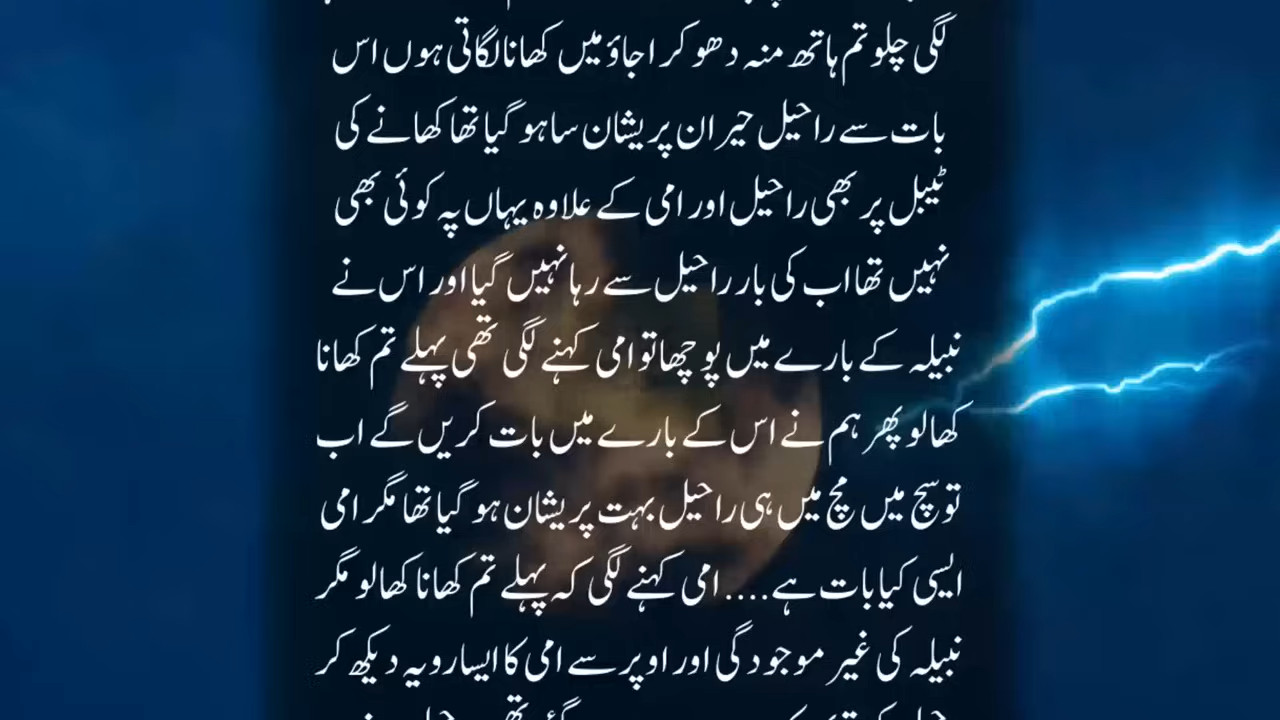 لگی چلو تم ہاتھ منہ دھو کر اجاؤ میں کھانا لگاتی ہوں اس
بات سے راحیل حیران پریشان سا ہو گیا تھا کھانے کی
ٹیبل پر بھی راحیل اور امی کے علاوہ یہاں پہ کوئی بھی
نہیں تھا اب کی بار راحیل سے رہا نہیں گیا اور اس نے
نبیلہ کے بارے میں پوچھا تو امی کہنے لگی تھی پہلے تم کھانا
کھا لو پھر ہم نے اس کے بارے میں بات کریں گے اب
تو سچ میں مچ میں ہی راحیل بہت پریشان ہو گیا تھا مگر امی
ایسی کیا بات ہے .... امی کہنے لگی کہ پہلے تم کھانا کھا لو مگر
نبیلہ کی غیر موجودگی اور اوپر سے امی کا ایسا رویہ دیکھ کر